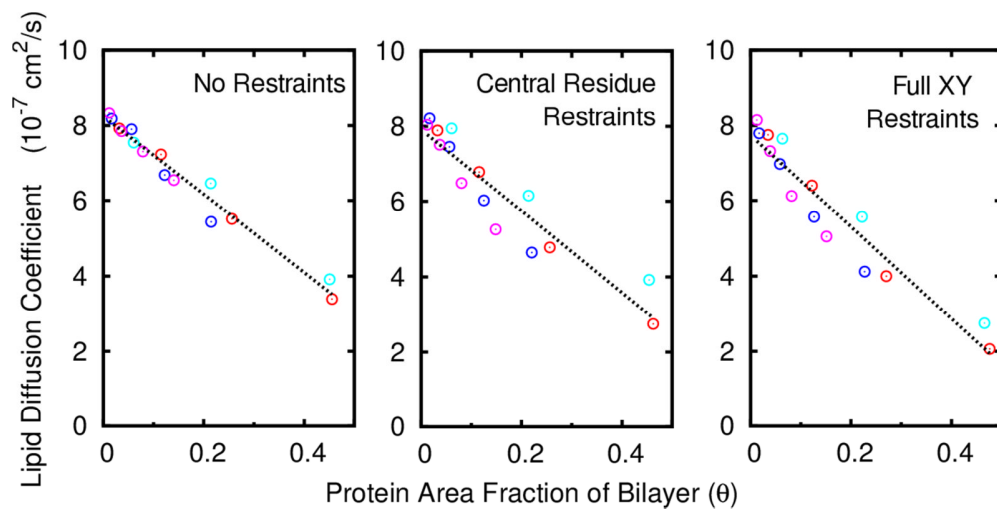 Lipid Diffusion Coefficient (10⁻⁷ cm²/s)
10
8
6
4
2
0
No Restraints
0 0.2 0.4
10
8
6
4
2
0
Central Residue
Restraints
0 0.2 0.4
10
8
6
4
2
0
Full XY
Restraints
0 0.2 0.4
Protein Area Fraction of Bilayer (θ)